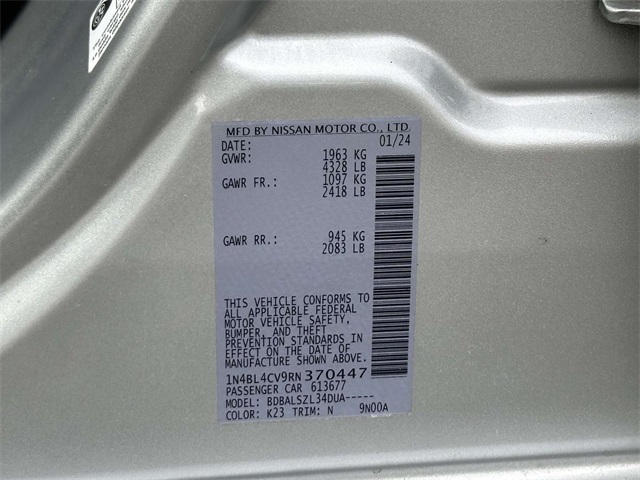 MFD BY NISSAN MOTOR CO., LTD.
DATE: 01/24
GVWR: 1963 KG
4328 LB
GAWR FR.: 1097 KG
2418 LB
GAWR RR.: 945 KG
2083 LB
THIS VEHICLE CONFORMS TO
ALL APPLICABLE FEDERAL
MOTOR VEHICLE SAFETY,
BUMPER, AND THEFT
PREVENTION STANDARDS IN
EFFECT ON THE DATE OF
MANUFACTURE SHOWN ABOVE.
1N4BL4CV9RN370447
PASSENGER CAR 613677
MODEL: BDBALSZL34DUA-----
COLOR: K23 TRIM: N 9N00A